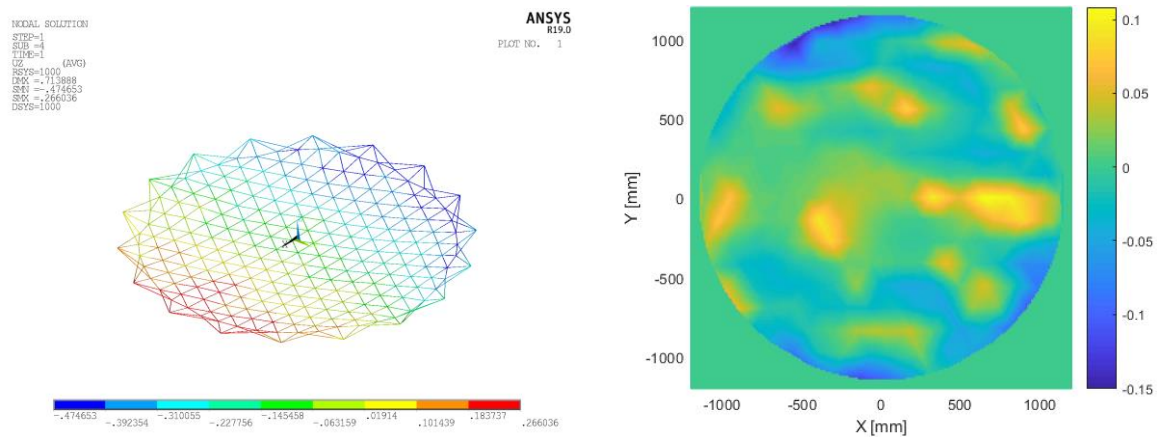 NODAL SOLUTION
STEP=1
SUB =4
TIME=1
UZ (AVG)
RSYS=1000
DMX =.713888
SMN =-.474653
SMX =.266036
DSYS=1000
ANSYS
R19.0
PLOT NO. 1
-.474653 -.310055 -.145458 .01914 .183737
-.392354 -.227756 -.063159 .101439 .266036
1000
500
0
-500
-1000
Y [mm]
-1000 -500 0 500 1000
X [mm]
0.1
0.05
0
-0.05
-0.1
-0.15